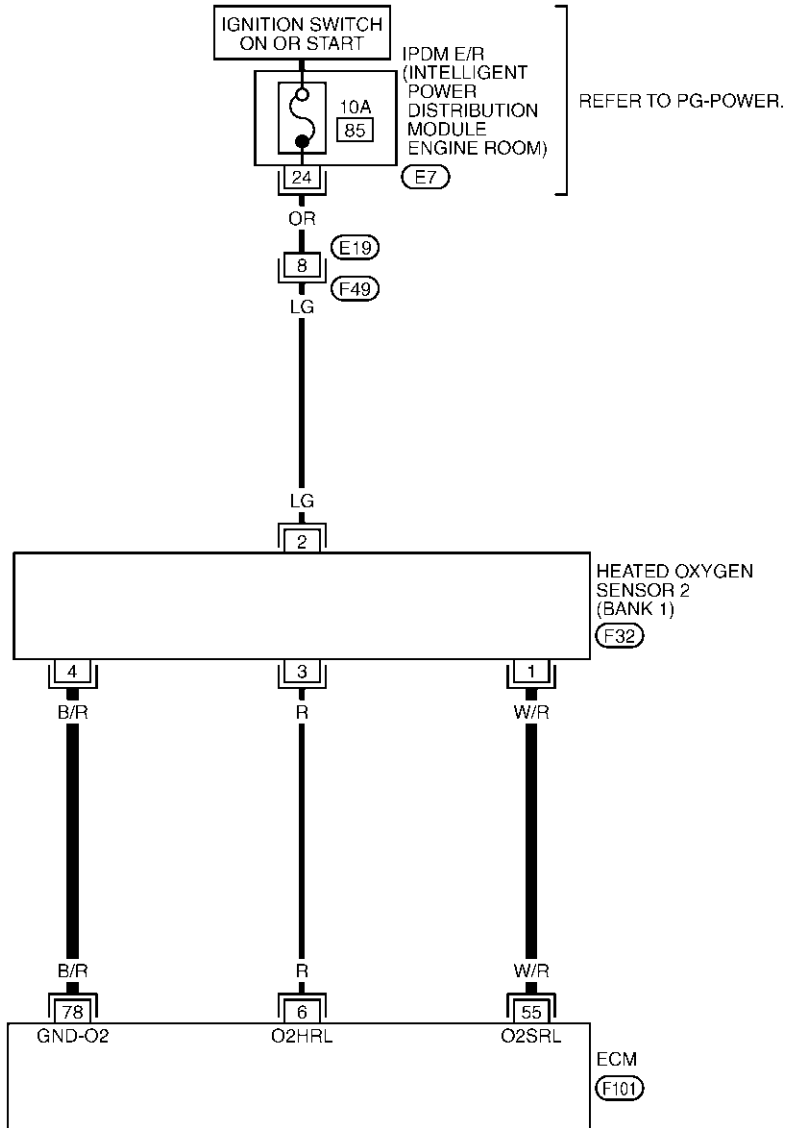 IGNITION SWITCH
ON OR START
IPDM E/R
(INTELLIGENT
POWER
DISTRIBUTION
MODULE
ENGINE ROOM)
REFER TO PG-POWER.
10A
85
24
E7
OR
E19
8
F49
LG
LG
2
HEATED OXYGEN
SENSOR 2
(BANK 1)
F32
4
3
1
B/R
R
W/R
B/R
R
W/R
78
6
55
GND-O2
O2HRL
O2SRL
ECM
F101